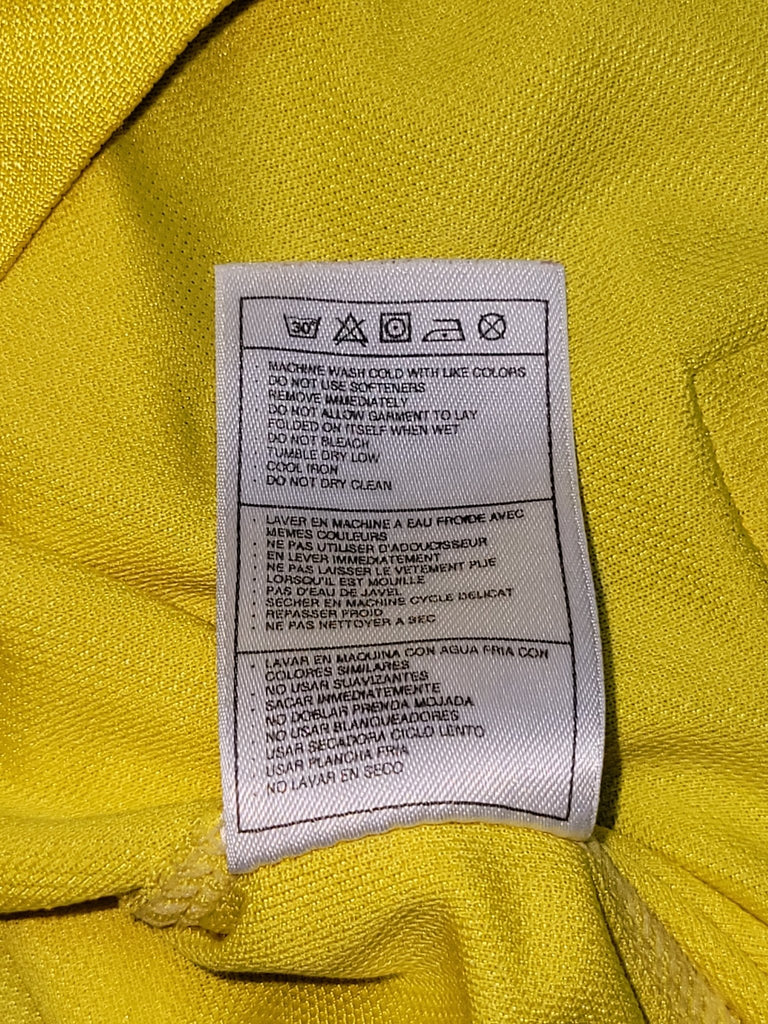 30°
· MACHINE WASH COLD WITH LIKE COLORS
· DO NOT USE SOFTENERS
REMOVE IMMEDIATELY
· DO NOT ALLOW GARMENT TO LAY
FOLDED ON ITSELF WHEN WET
· DO NOT BLEACH
· TUMBLE DRY LOW
· COOL IRON
· DO NOT DRY CLEAN
· LAVER EN MACHINE A EAU FROIDE AVEC
MEMES COULEURS
· NE PAS UTILISER D'ADOUCISSEUR
· EN LEVER IMMEDIATEMENT
· NE PAS LAISSER LE VETEMENT PLIE
LORSQU'IL EST MOUILLE
· PAS D'EAU DE JAVEL
· SECHER EN MACHINE CYCLE DELICAT
· REPASSER FROID
· NE PAS NETTOYER A SEC
· LAVAR EN MAQUINA CON AGUA FRIA CON
COLORES SIMILARES
· NO USAR SUAVIZANTES
· SACAR INMEDIATEMENTE
· NO DOBLAR PRENDA MOJADA
· NO USAR BLANQUEADORES
· USAR SECADORA CICLO LENTO
· USAR PLANCHA FRIA
· NO LAVAR EN SECO